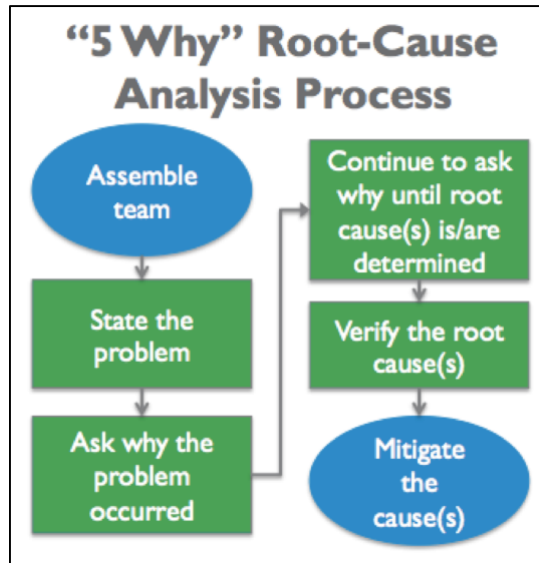 “5 Why” Root-Cause
Analysis Process
Assemble
team
State the
problem
Ask why the
problem
occurred
Continue to ask
why until root
cause(s) is/are
determined
Verify the root
cause(s)
Mitigate
the
cause(s)